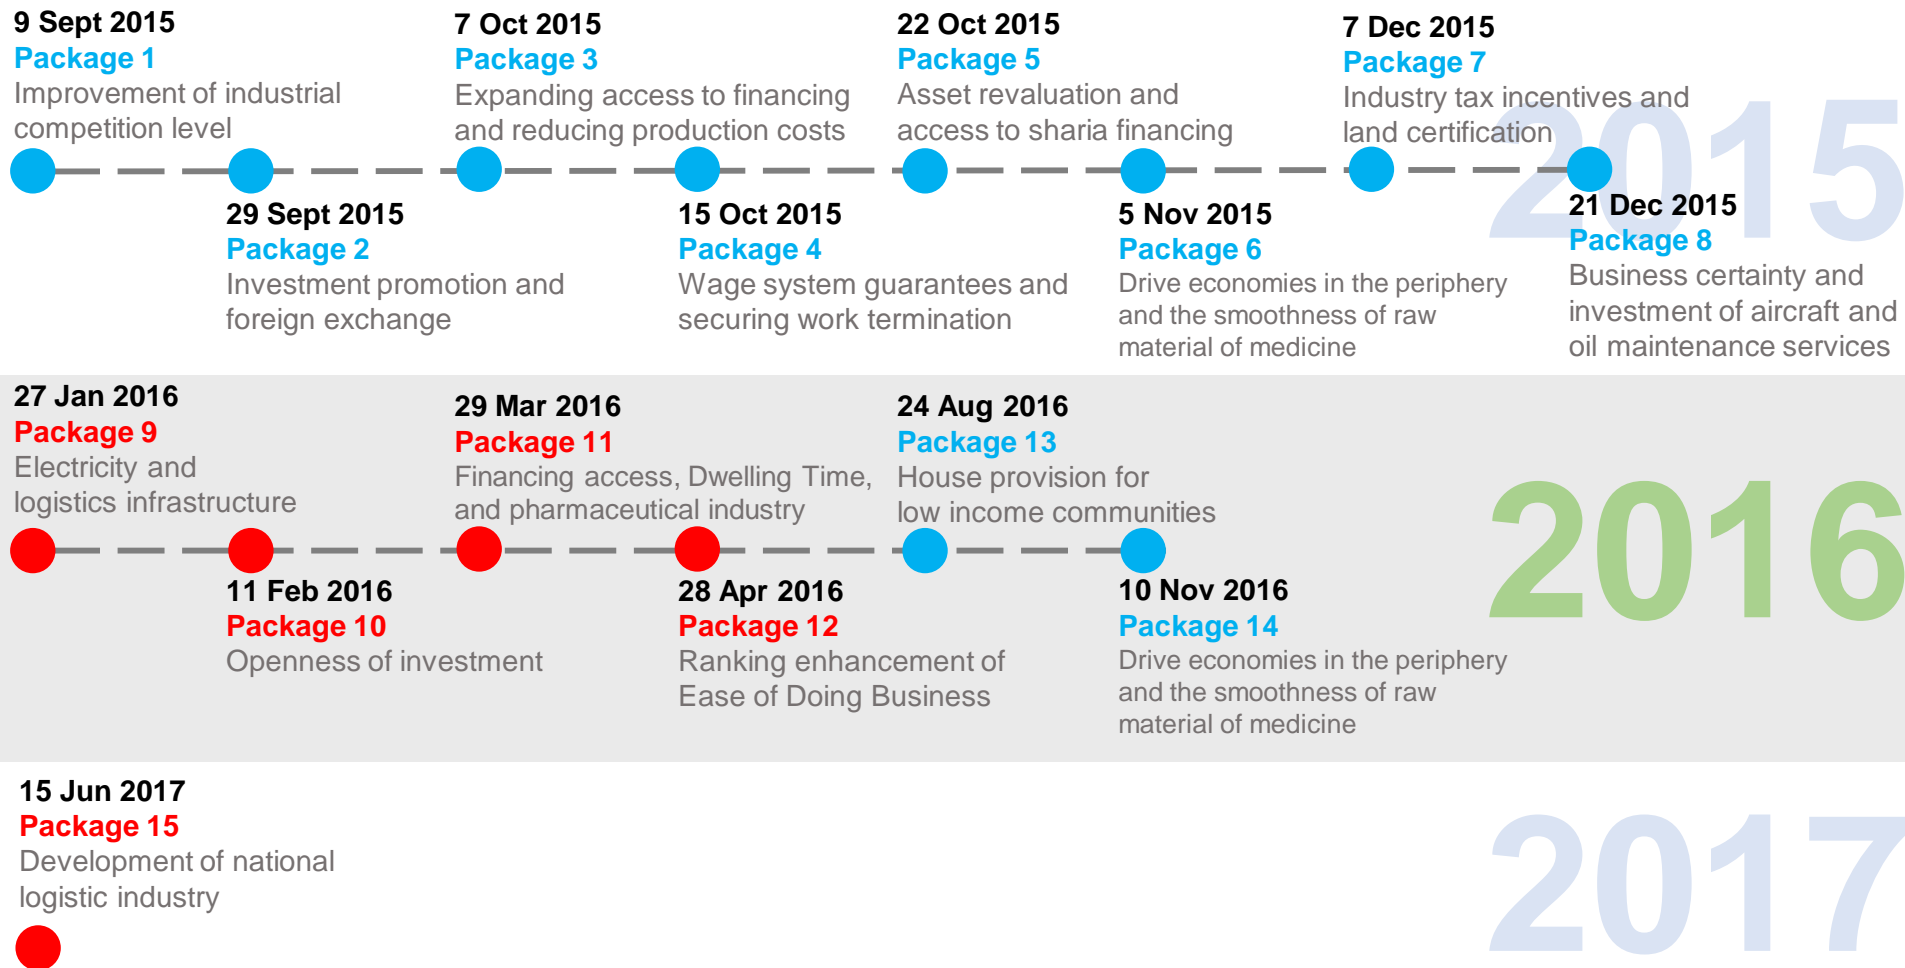 9 Sept 2015
Package 1
Improvement of industrial
competition level
7 Oct 2015
Package 3
Expanding access to financing
and reducing production costs
22 Oct 2015
Package 5
Asset revaluation and
access to sharia financing
7 Dec 2015
Package 7
Industry tax incentives and
land certification
2015
29 Sept 2015
Package 2
Investment promotion and
foreign exchange
15 Oct 2015
Package 4
Wage system guarantees and
securing work termination
5 Nov 2015
Package 6
Drive economies in the periphery
and the smoothness of raw
material of medicine
21 Dec 2015
Package 8
Business certainty and
investment of aircraft and
oil maintenance services
27 Jan 2016
Package 9
Electricity and
logistics infrastructure
29 Mar 2016
Package 11
Financing access, Dwelling Time,
and pharmaceutical industry
24 Aug 2016
Package 13
House provision for
low income communities
2016
11 Feb 2016
Package 10
Openness of investment
28 Apr 2016
Package 12
Ranking enhancement of
Ease of Doing Business
10 Nov 2016
Package 14
Drive economies in the periphery
and the smoothness of raw
material of medicine
15 Jun 2017
Package 15
Development of national
logistic industry
2017